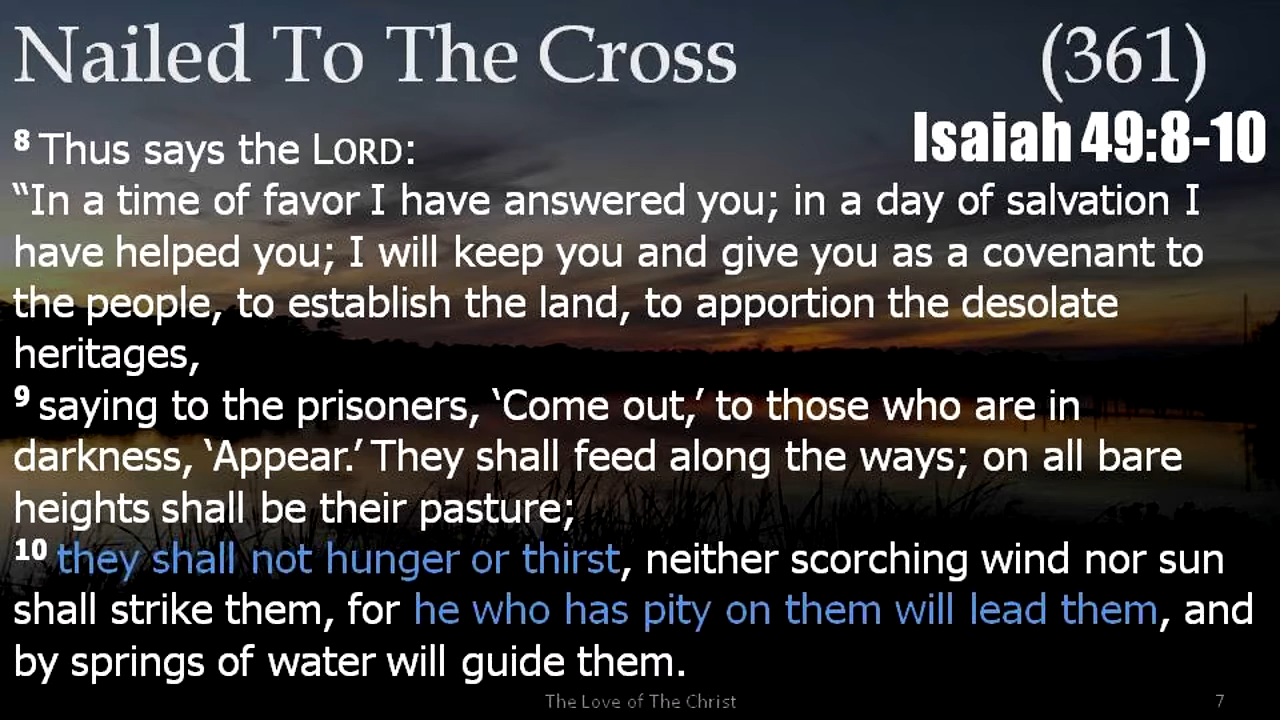 Nailed To The Cross (361)
Isaiah 49:8-10
8 Thus says the LORD:
“In a time of favor I have answered you; in a day of salvation I
have helped you; I will keep you and give you as a covenant to
the people, to establish the land, to apportion the desolate
heritages,
9 saying to the prisoners, ‘Come out,’ to those who are in
darkness, ‘Appear.’ They shall feed along the ways; on all bare
heights shall be their pasture;
10 they shall not hunger or thirst, neither scorching wind nor sun
shall strike them, for he who has pity on them will lead them, and
by springs of water will guide them.
The Love of The Christ 7